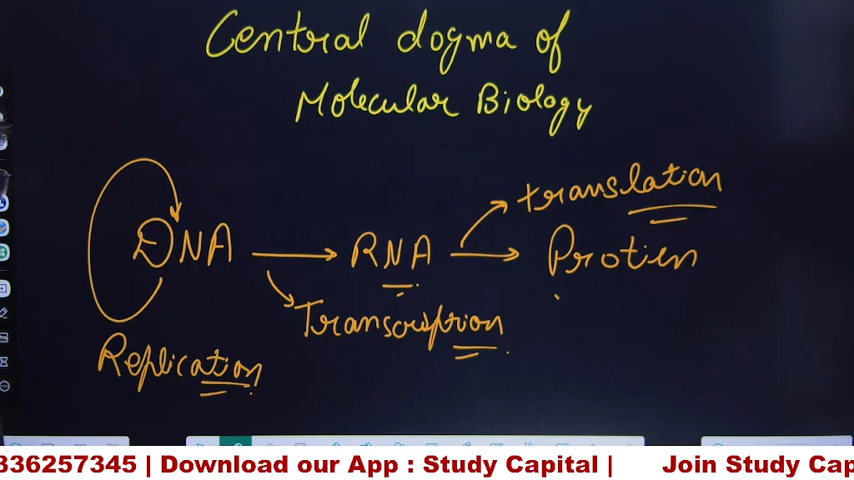 Central dogma of
Molecular Biology
translation
DNA → RNA → Protien
Transcription
Replication
336257345 | Download our App : Study Capital | Join Study Cap